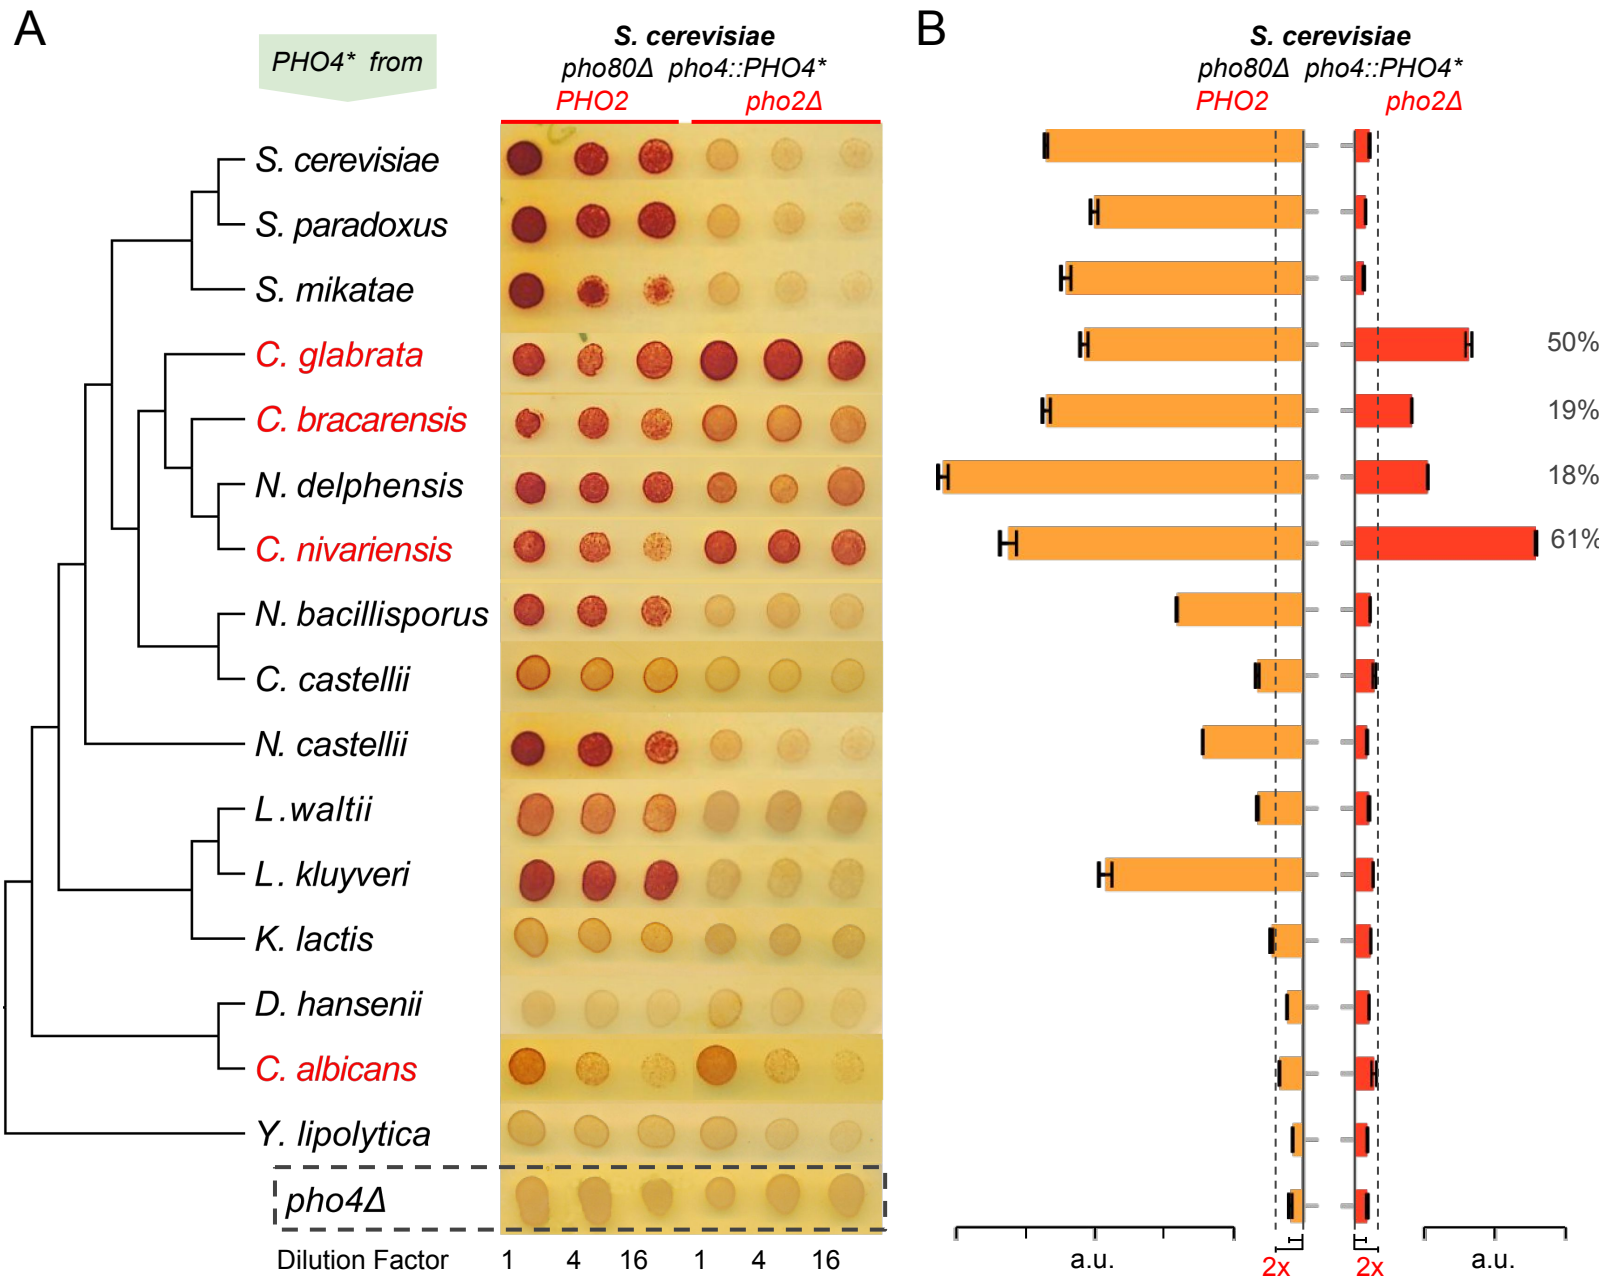 A
PHO4* from
S. cerevisiae
pho80Δ pho4::PHO4*
PHO2 pho2Δ
B
S. cerevisiae
pho80Δ pho4::PHO4*
PHO2 pho2Δ
S. cerevisiae
S. paradoxus
S. mikatae
C. glabrata
50%
C. bracarensis
19%
N. delphensis
18%
C. nivariensis
61%
N. bacillisporus
C. castellii
N. castellii
L.waltii
L. kluyveri
K. lactis
D. hansenii
C. albicans
Y. lipolytica
pho4Δ
Dilution Factor 1 4 16 1 4 16
a.u. 2x 2x a.u.